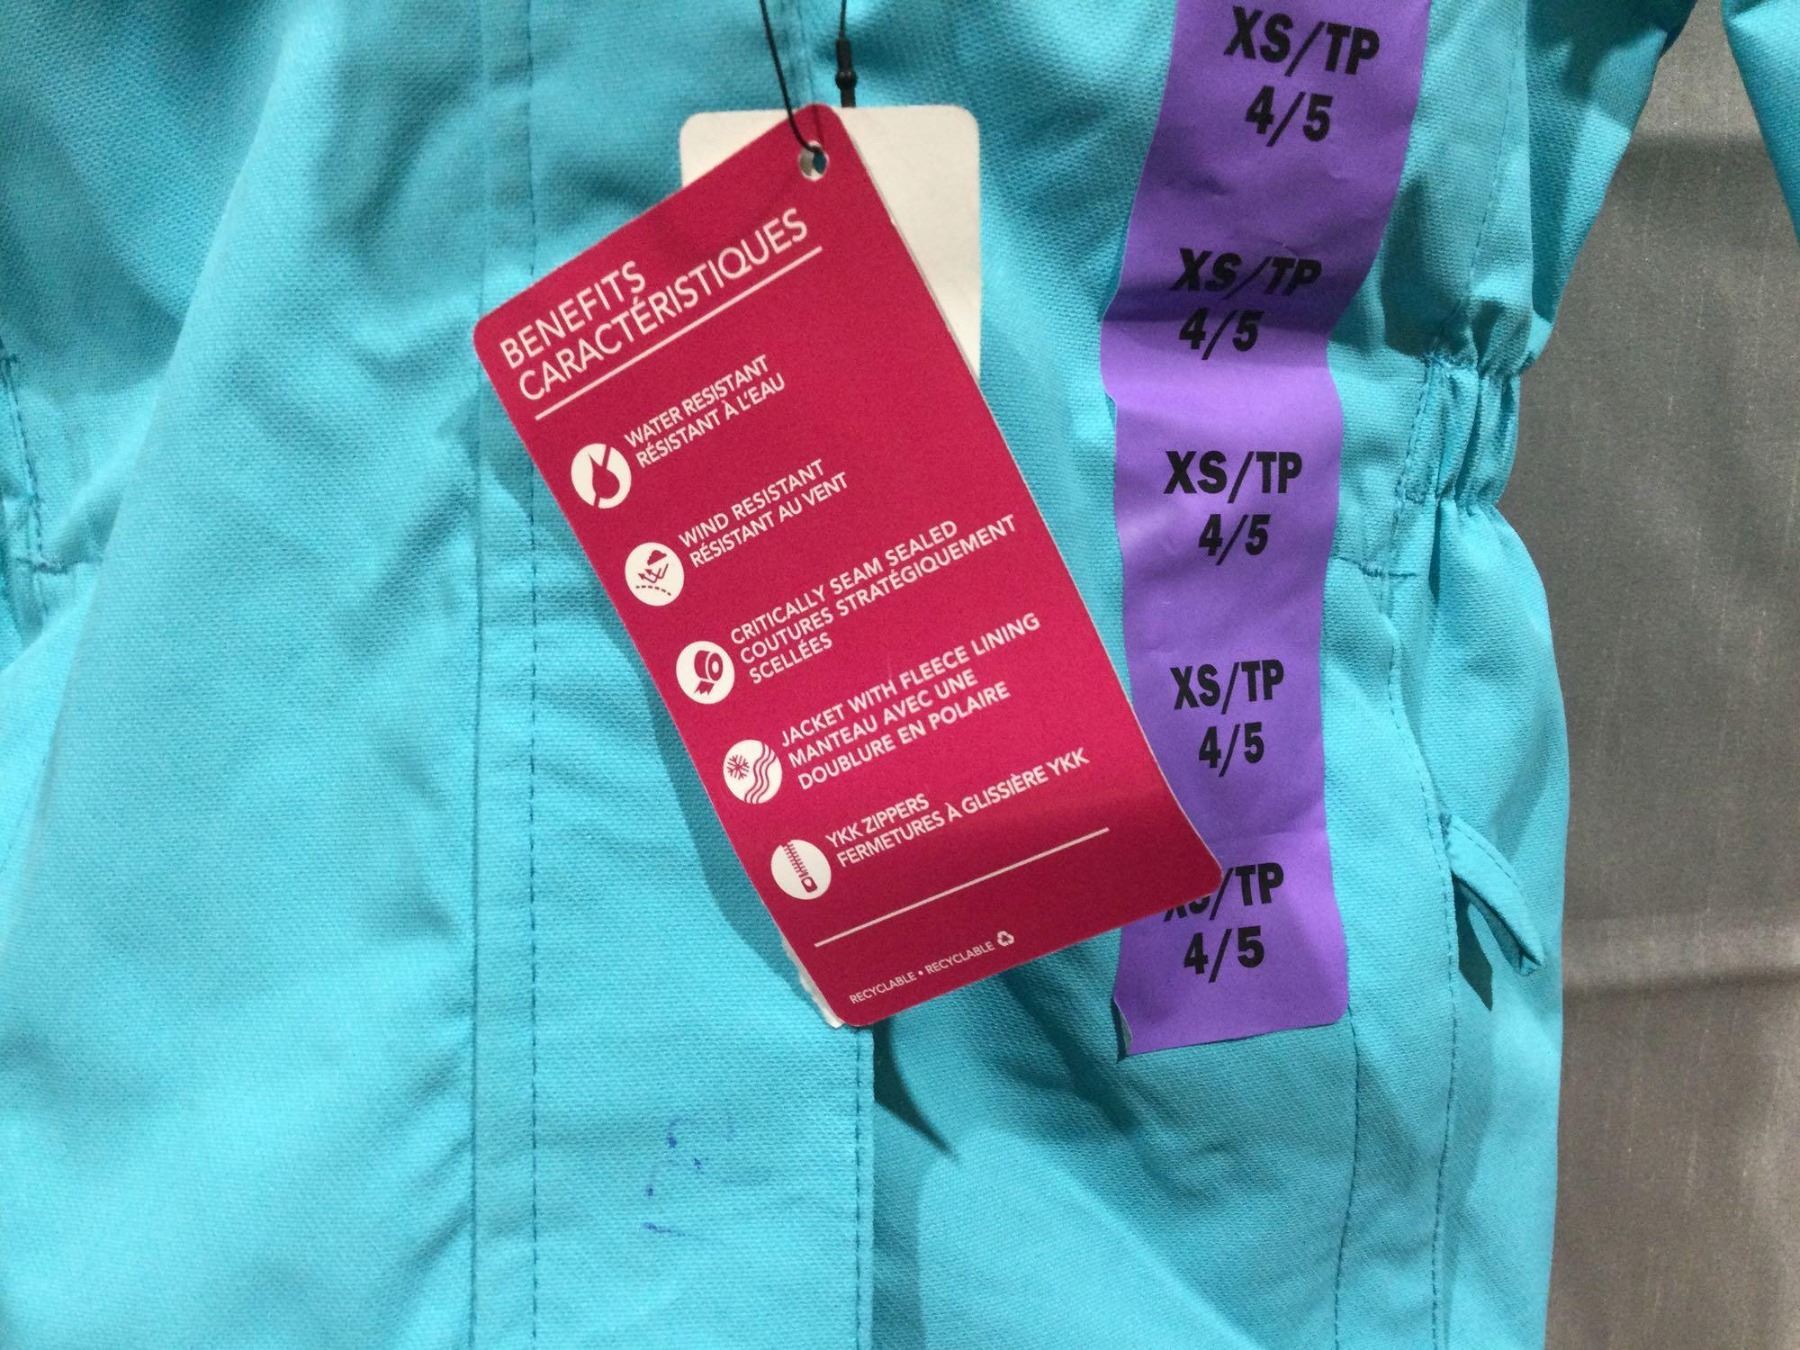 BENEFITS
CARACTÉRISTIQUES
WATER RESISTANT
RÉSISTANT À L'EAU
WIND RESISTANT
RÉSISTANT AU VENT
CRITICALLY SEAM SEALED
COUTURES STRATÉGIQUEMENT
SCELLÉES
JACKET WITH FLEECE LINING
MANTEAU AVEC UNE
DOUBLURE EN POLAIRE
YKK ZIPPERS
FERMETURES À GLISSIÈRE YKK
RECYCLABLE • RECYCLABLE
XS/TP
4/5
XS/TP
4/5
XS/TP
4/5
XS/TP
4/5
XS/TP
4/5